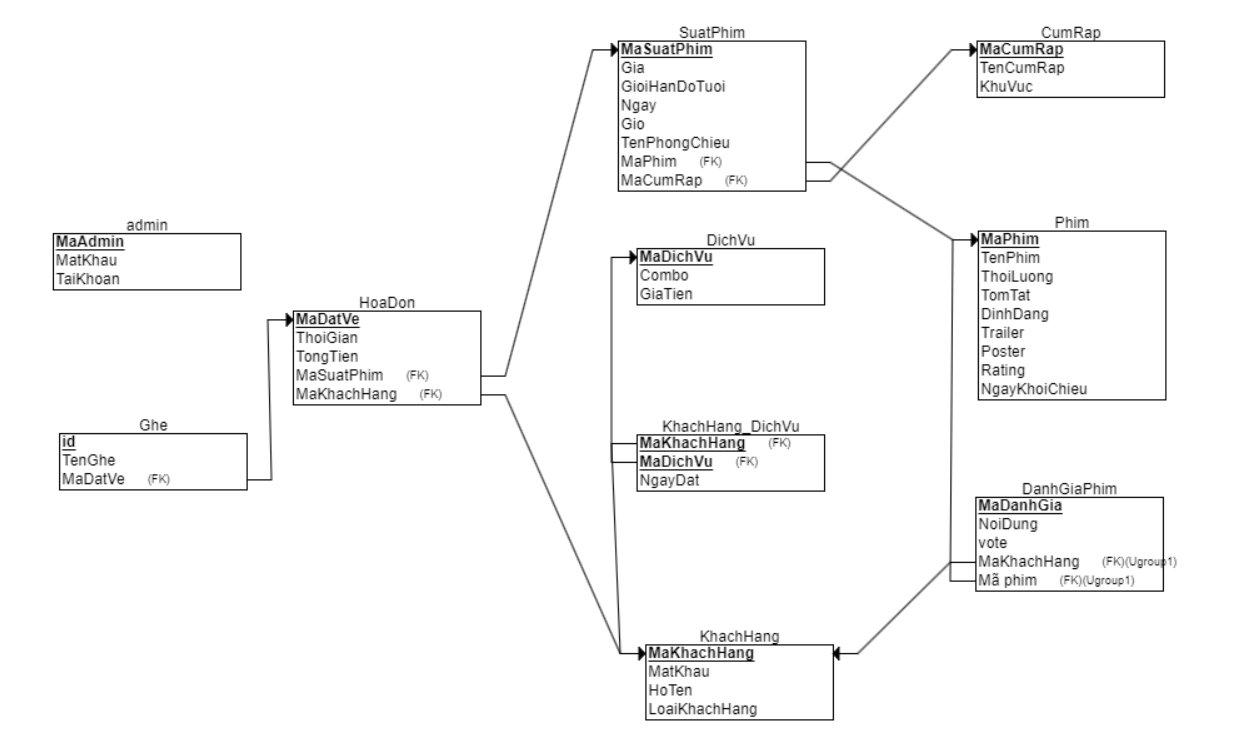 admin
MaAdmin
MatKhau
TaiKhoan
Ghe
id
TenGhe
MaDatVe (FK)
HoaDon
MaDatVe
ThoiGian
TongTien
MaSuatPhim (FK)
MaKhachHang (FK)
SuatPhim
MaSuatPhim
Gia
GioiHanDoTuoi
Ngay
Gio
TenPhongChieu
MaPhim (FK)
MaCumRap (FK)
DichVu
MaDichVu
Combo
GiaTien
KhachHang_DichVu
MaKhachHang (FK)
MaDichVu (FK)
NgayDat
KhachHang
MaKhachHang
MatKhau
HoTen
LoaiKhachHang
CumRap
MaCumRap
TenCumRap
KhuVuc
Phim
MaPhim
TenPhim
ThoiLuong
TomTat
DinhDang
Trailer
Poster
Rating
NgayKhoiChieu
DanhGiaPhim
MaDanhGia
NoiDung
vote
MaKhachHang (FK)(Ugroup1)
Mã phim (FK)(Ugroup1)